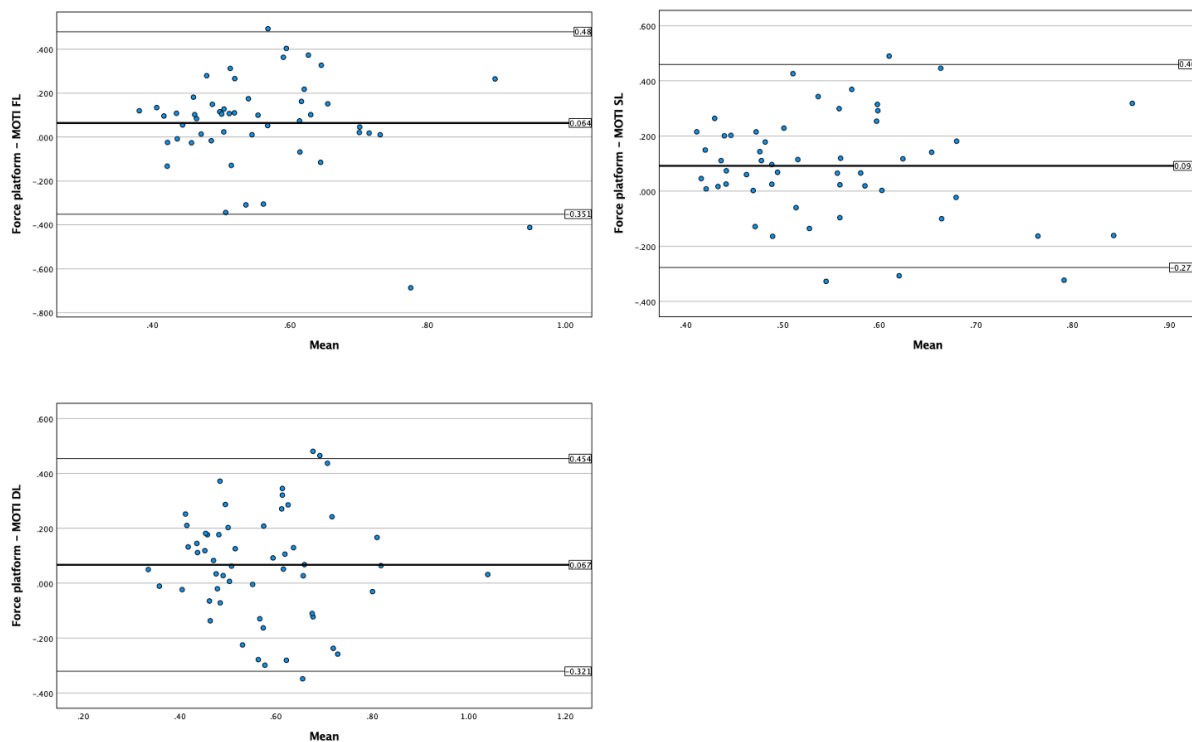 Force platform – MOTI FL
.400
.200
.000
-.200
-.400
-.600
-.800
0.48
0.064
-0.351
.40 .60 .80 1.00
Mean
Force platform – MOTI SL
.600
.400
.200
.000
-.200
-.400
.40 .50 .60 .70 .80 .90
Mean
Force platform – MOTI DL
.600
.400
.200
.000
-.200
-.400
0.454
0.067
-0.321
.20 .40 .60 .80 1.00 1.20
Mean